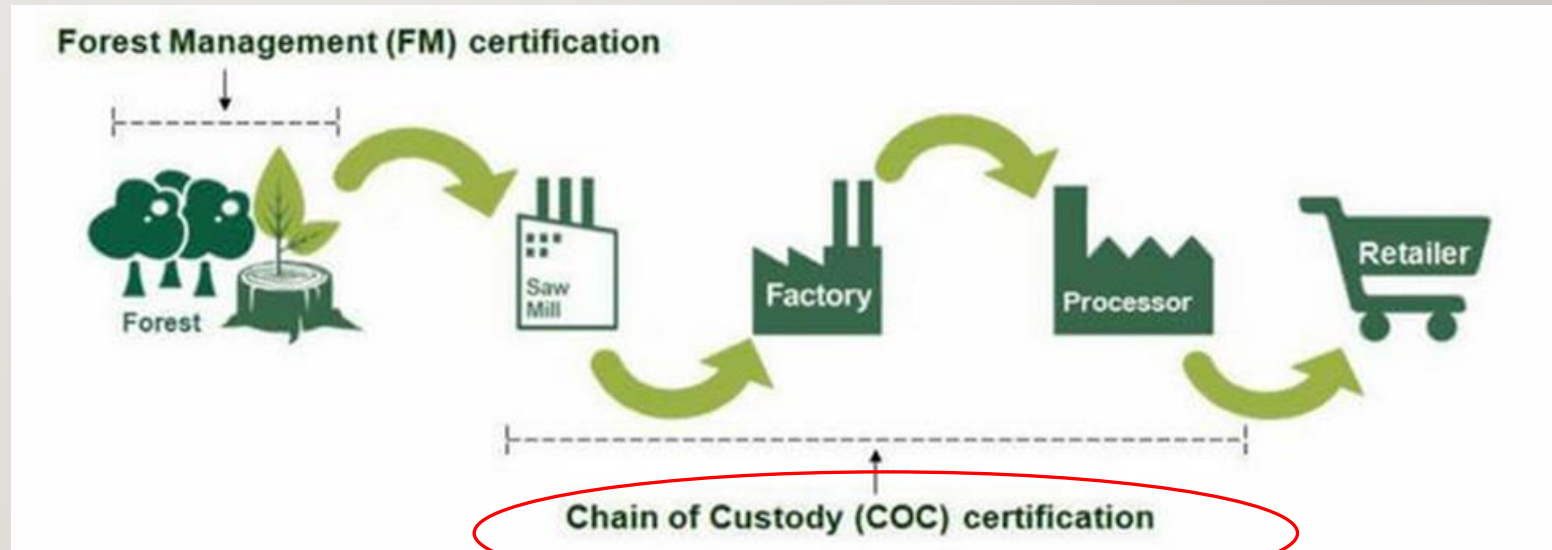 Forest Management (FM) certification
Forest
Saw
Mill
Factory
Processor
Retailer
Chain of Custody (COC) certification